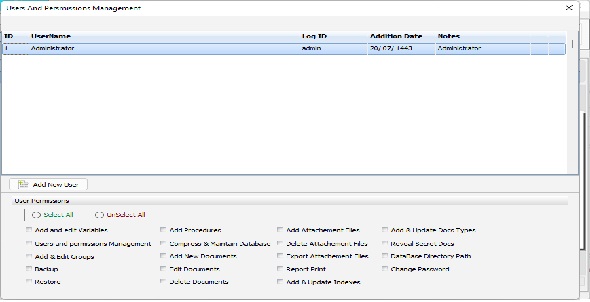 Users And Persmissions Management
ID UserName Log ID Addition Date Notes
1 Administrator admin 20/ 07/ 1443 Administrator
Add New User
User Permissions
Select All UnSelect All
Add and edit Variables Add Procedures Add Attachement Files Add & Update Docs Types
Users and permissions Management Compress & Maintain Database Delete Attachement Files Reveal Secret Docs
Add & Edit Groups Add New Documents Export Attachement Files DataBase Directory Path
Backup Edit Documents Report Print Change Password
Restore Delete Documents Add & Update Indexes